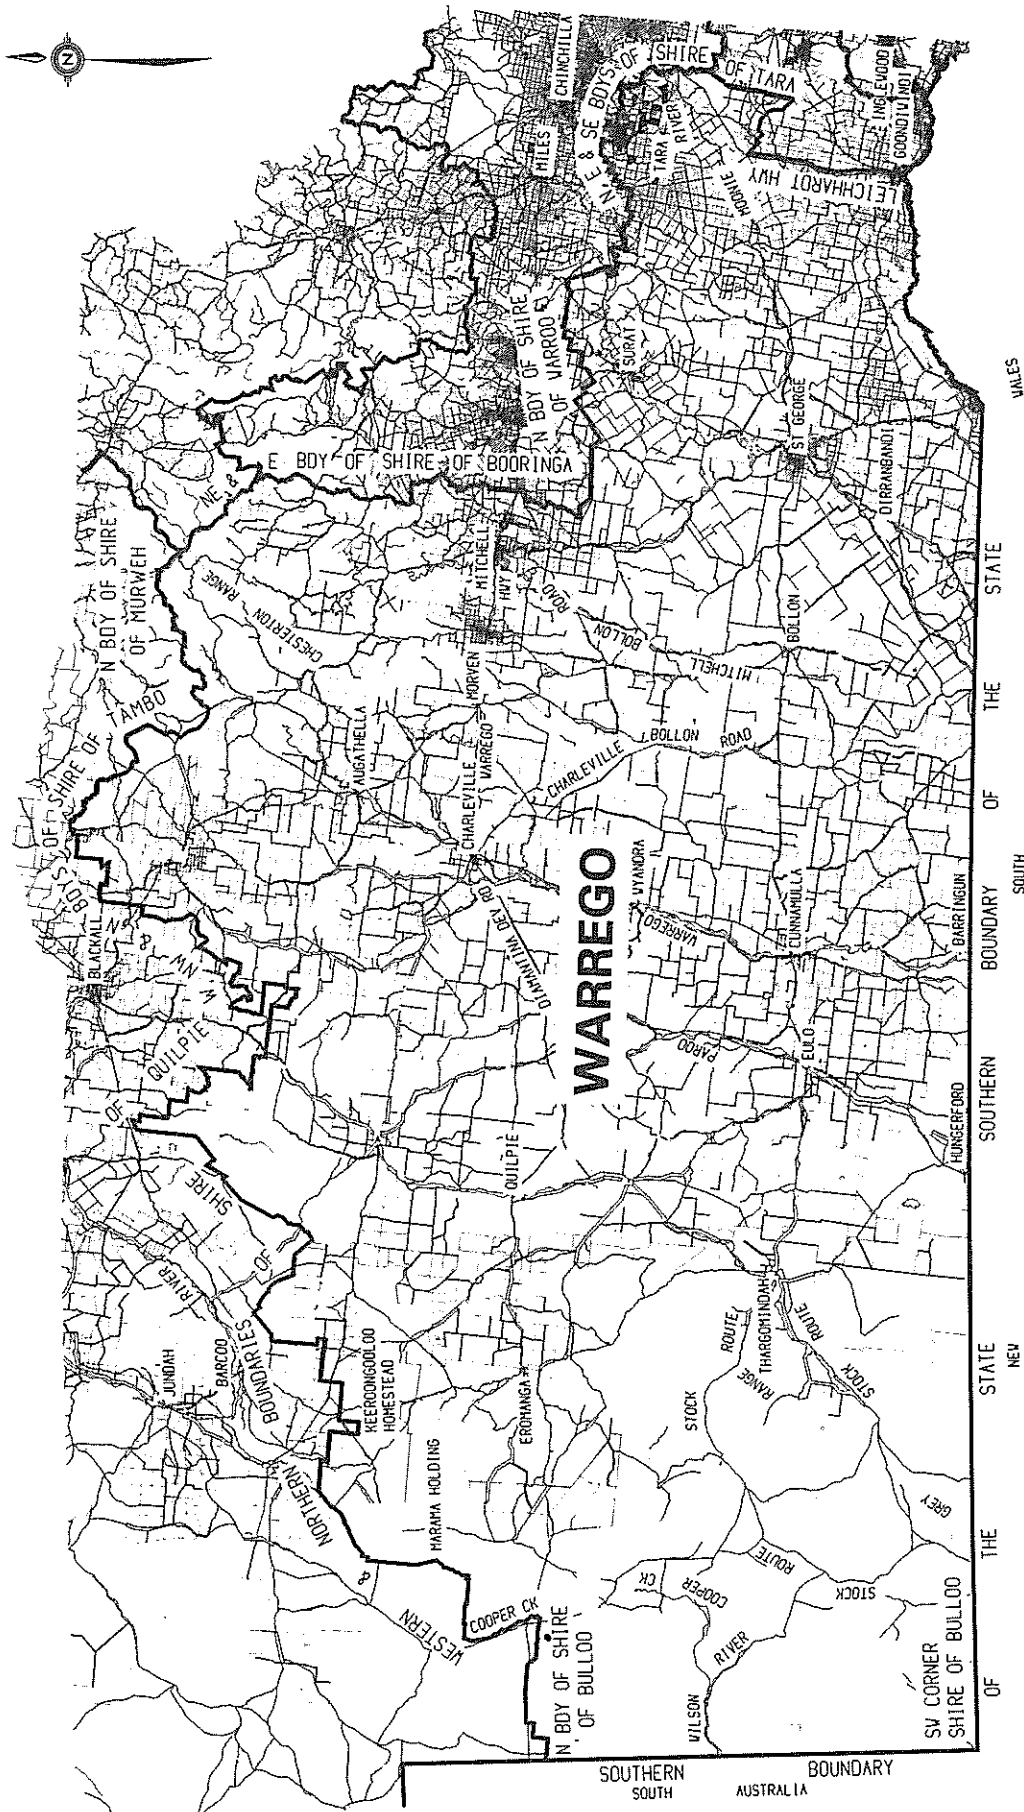 N
CHINCHILLA
MILES
N, E & SE BDYS OF SHIRE OF TARA
TARA
RIVER
MOONIE
LEICHHARDT HWY
INGLEWOOD
GOONDIWINDI
N BDY OF SHIRE
OF WARROO
SURAT
ST GEORGE
DIRRANBANDI
E BDY OF SHIRE OF BOORINGA
NE &
N BDY OF SHIRE
OF MURWEH
CHESTERTON RANGE
MITCHELL
HWY
ROAD
BOLLON
MITCHELL
BOLLON
MORVEN
WARREGO
AUGATHELLA
CHARLEVILLE
CHARLEVILLE
BOLLON
ROAD
BDYS OF SHIRE OF TAMBO
BLACKALL
N
&
NW
W
QUILPIE
OF
SHIRE
OF
BOUNDARIES
NORTHERN
&
WESTERN
DIAMANTINA DEV RD
WARREGO
WYANDRA
WARREGO
CUNNAMULLA
BARRINGUN
PAROO
EULO
HUNGERFORD
QUILPIE
RIVER
BARCOO
JUNDAH
KEEROONGOOLOO
HOMESTEAD
EROMANGA
MARAMA HOLDING
THARGOMINDAH
STOCK
ROUTE
RANGE
GREY
STOCK
ROUTE
COOPER CK
COOPER
CK
STOCK
ROUTE
WILSON
RIVER
N BDY OF SHIRE
OF BULLOO
SW CORNER
SHIRE OF BULLOO
SOUTHERN BOUNDARY
SOUTH AUSTRALIA
OF THE STATE SOUTHERN BOUNDARY OF THE STATE
NEW SOUTH WALES